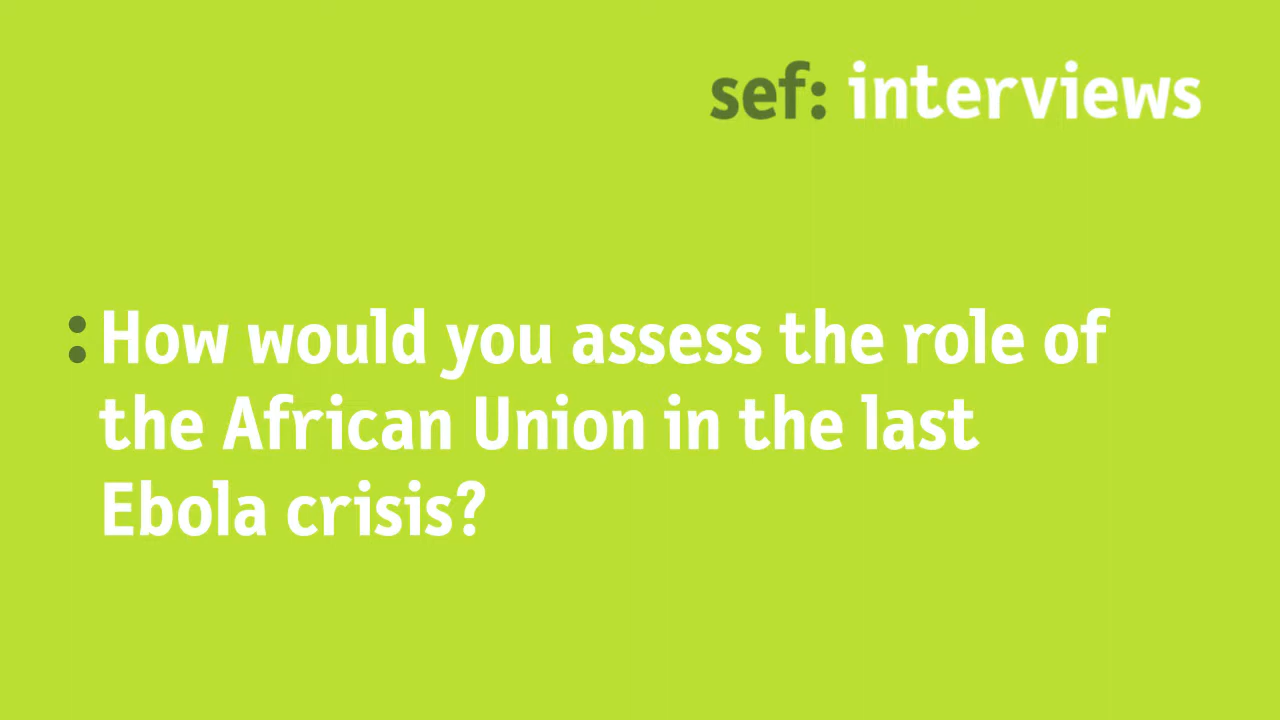 sef: interviews
: How would you assess the role of
the African Union in the last
Ebola crisis?